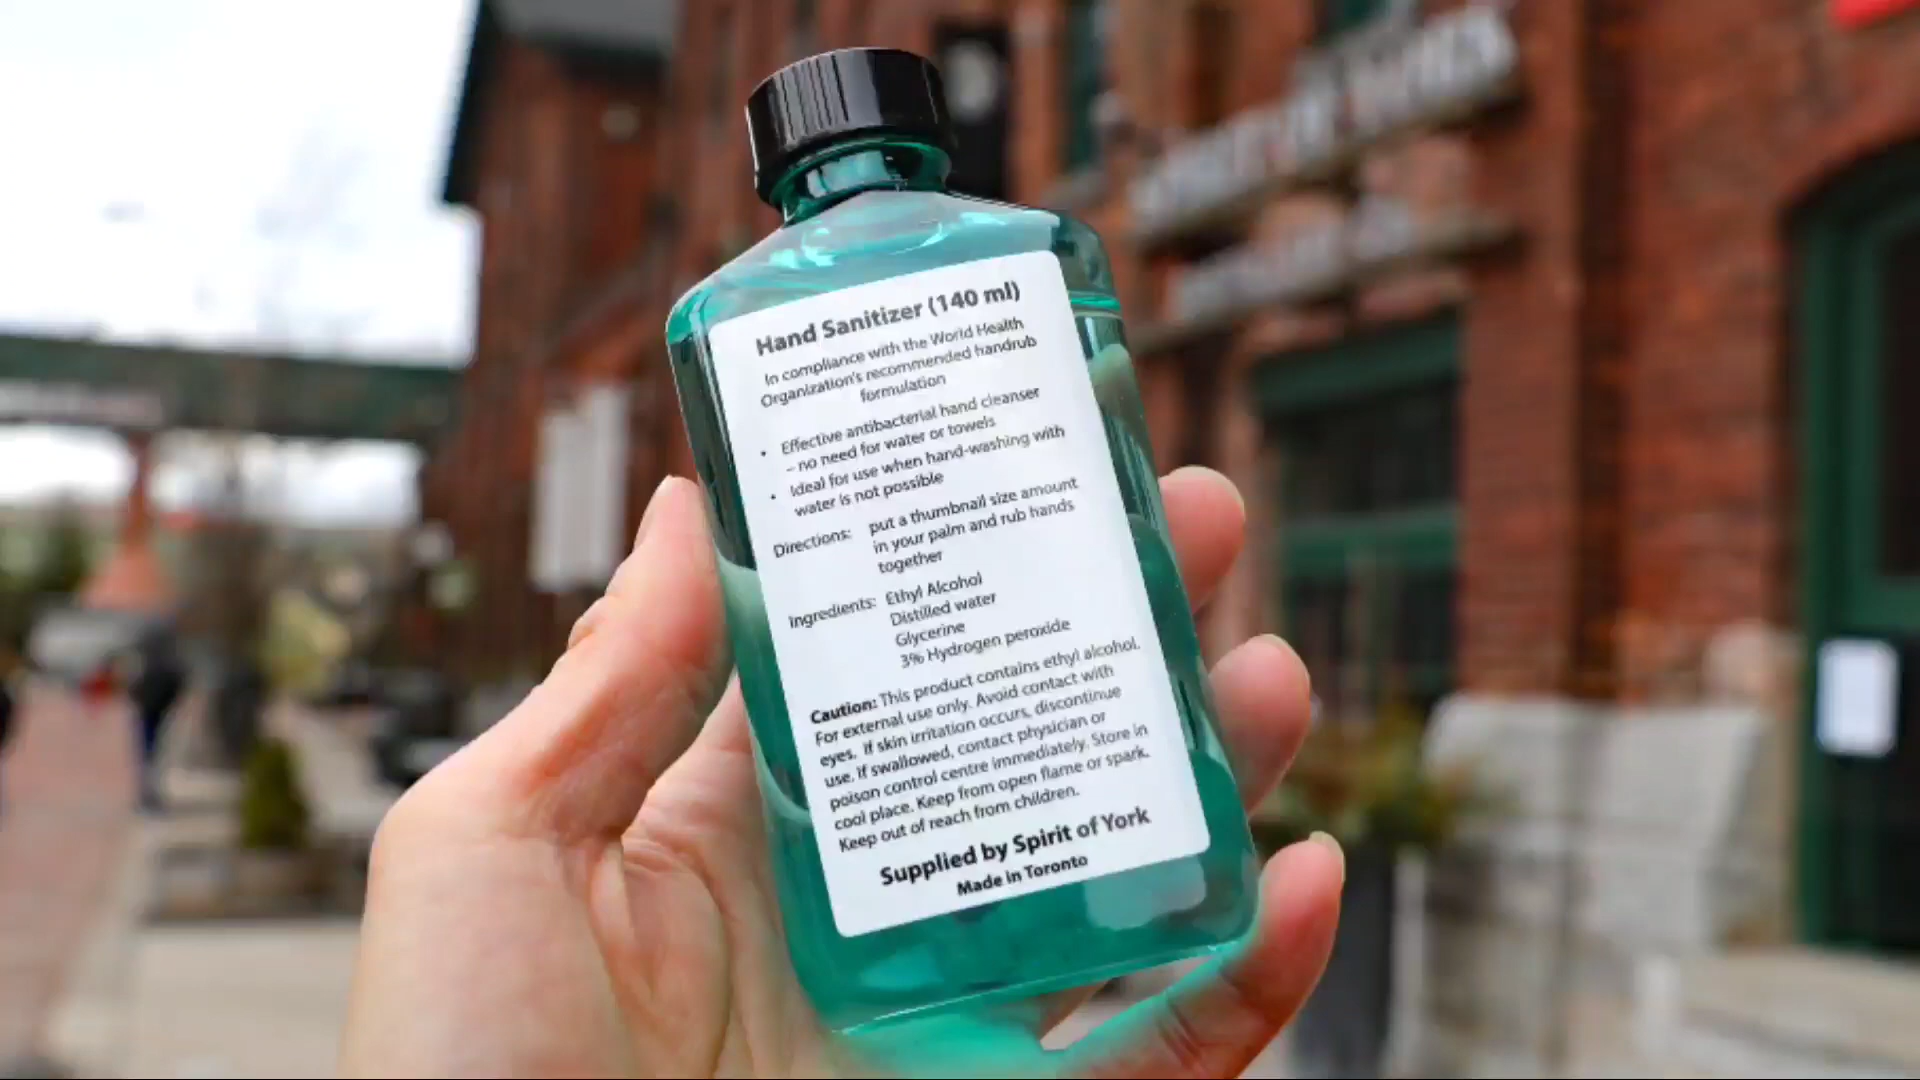 Hand Sanitizer (140 ml)
In compliance with the World Health
Organization's recommended handrub
formulation
• Effective antibacterial hand cleanser
– no need for water or towels
• Ideal for use when hand-washing with
water is not possible
Directions: put a thumbnail size amount
in your palm and rub hands
together
Ingredients: Ethyl Alcohol
Distilled water
Glycerine
3% Hydrogen peroxide
Caution: This product contains ethyl alcohol.
For external use only. Avoid contact with
eyes. If skin irritation occurs, discontinue
use. If swallowed, contact physician or
poison control centre immediately. Store in
cool place. Keep from open flame or spark.
Keep out of reach from children.
Supplied by Spirit of York
Made in Toronto